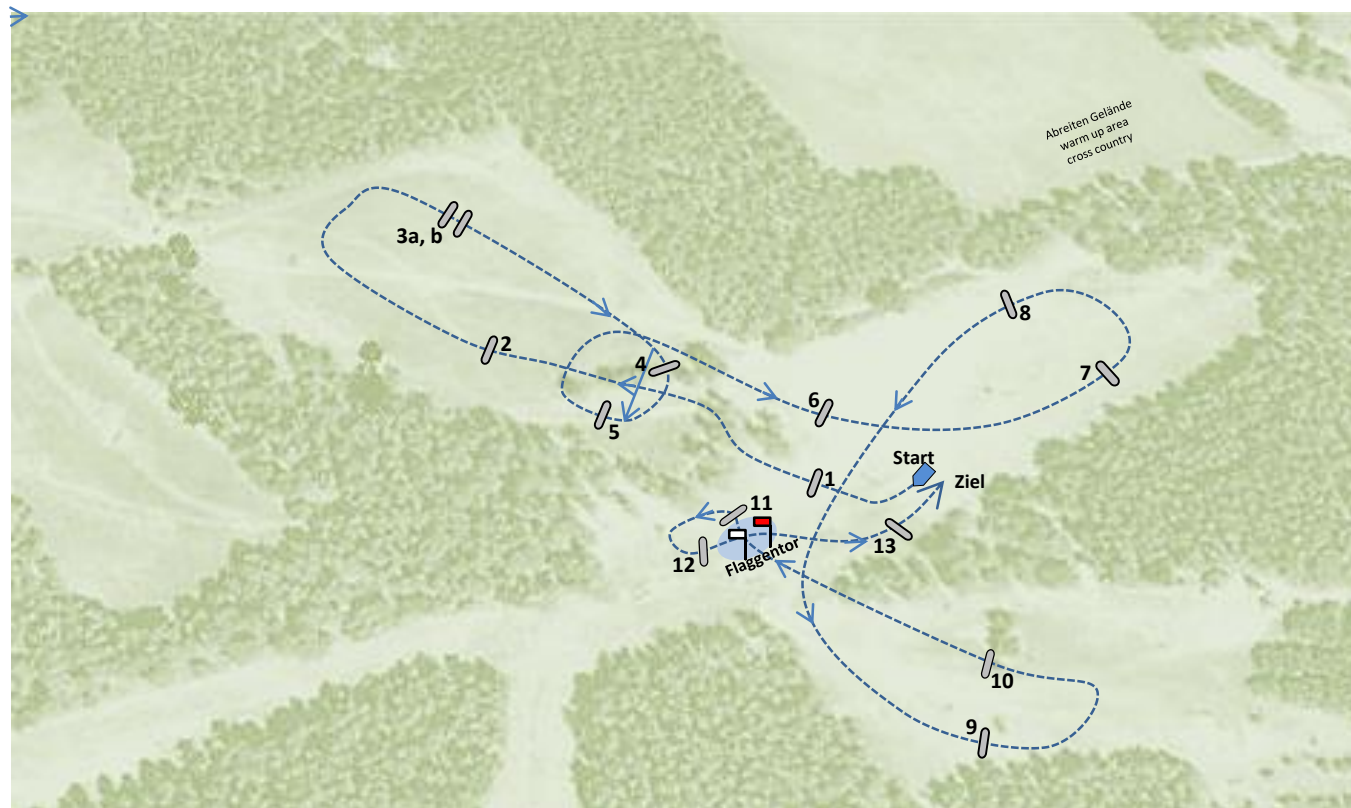 Abreiten Gelände
warm up area
cross country
3a, b
2
4
5
6
7
8
Start
Ziel
1
11
12
Flaggentor
13
10
9